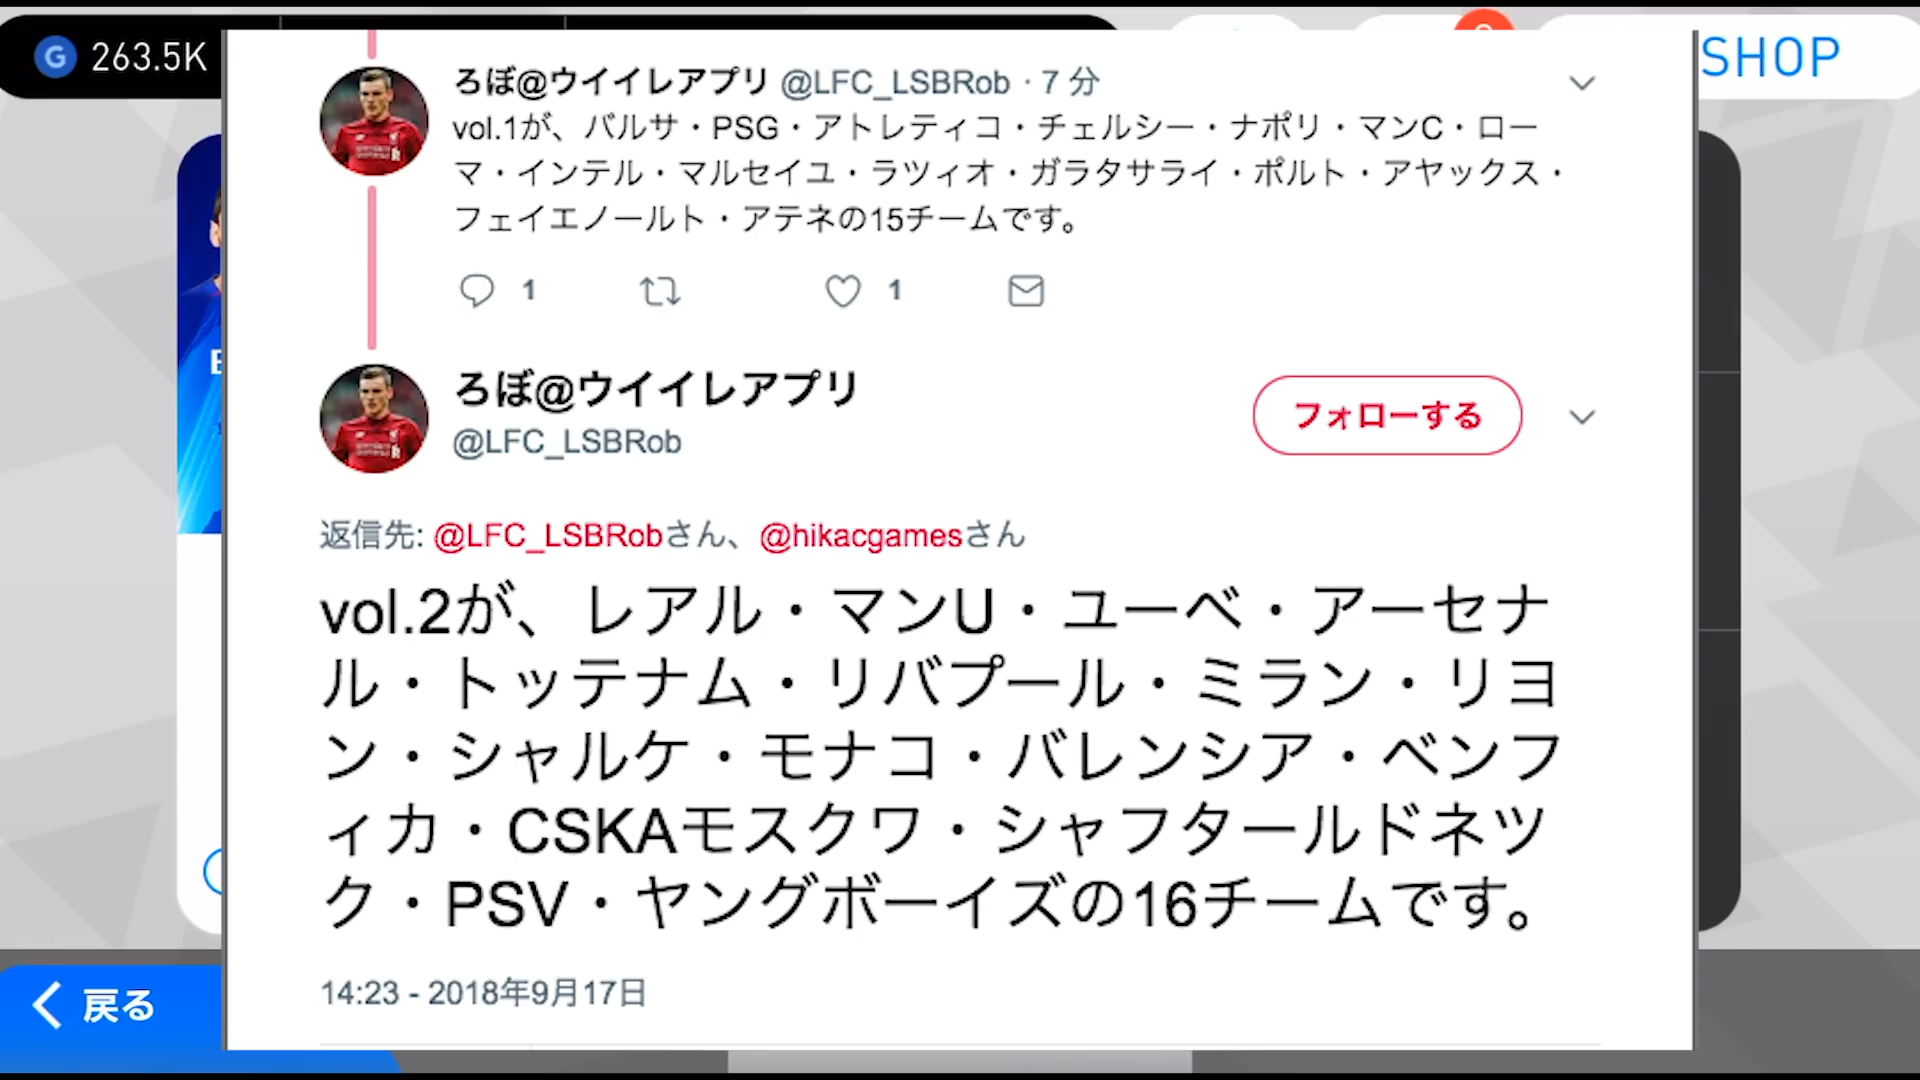 263.5K
SHOP
ろぼ@ウイイレアプリ @LFC_LSBRob · 7 分
vol.1が、バルサ・PSG・アトレティコ・チェルシー・ナポリ・マンC・ロー
マ・インテル・マルセイユ・ラツィオ・ガラタサライ・ポルト・アヤックス・
フェイエノールト・アテネの15チームです。
1 1
ろぼ@ウイイレアプリ
@LFC_LSBRob
フォローする
返信先: @LFC_LSBRobさん、@hikacgamesさん
vol.2が、レアル・マンU・ユーベ・アーセナ
ル・トッテナム・リバプール・ミラン・リヨ
ン・シャルケ・モナコ・バレンシア・ベンフ
ィカ・CSKAモスクワ・シャフタールドネツ
ク・PSV・ヤングボーイズの16チームです。
14:23 - 2018年9月17日
戻る